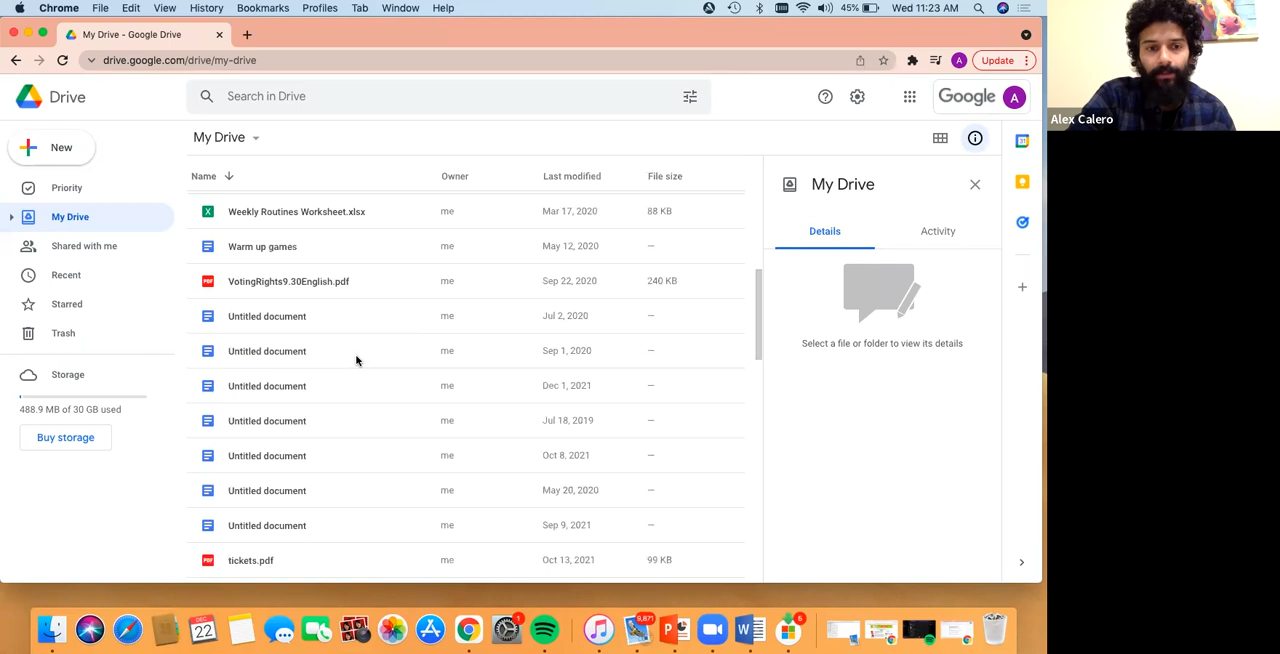 Chrome File Edit View History Bookmarks Profiles Tab Window Help 45% Wed 11:23 AM
My Drive - Google Drive
drive.google.com/drive/my-drive A Update
Drive Search in Drive Google A
New My Drive
Priority
My Drive
Shared with me
Recent
Starred
Trash
Storage
488.9 MB of 30 GB used
Buy storage
Name Owner Last modified File size
Weekly Routines Worksheet.xlsx me Mar 17, 2020 88 KB
Warm up games me May 12, 2020 —
VotingRights9.30English.pdf me Sep 22, 2020 240 KB
Untitled document me Jul 2, 2020 —
Untitled document me Sep 1, 2020 —
Untitled document me Dec 1, 2021 —
Untitled document me Jul 18, 2019 —
Untitled document me Oct 8, 2021 —
Untitled document me May 20, 2020 —
Untitled document me Sep 9, 2021 —
tickets.pdf me Oct 13, 2021 99 KB
My Drive
Details Activity
Select a file or folder to view its details
Alex Calero
DEC
22
1
9,871
6